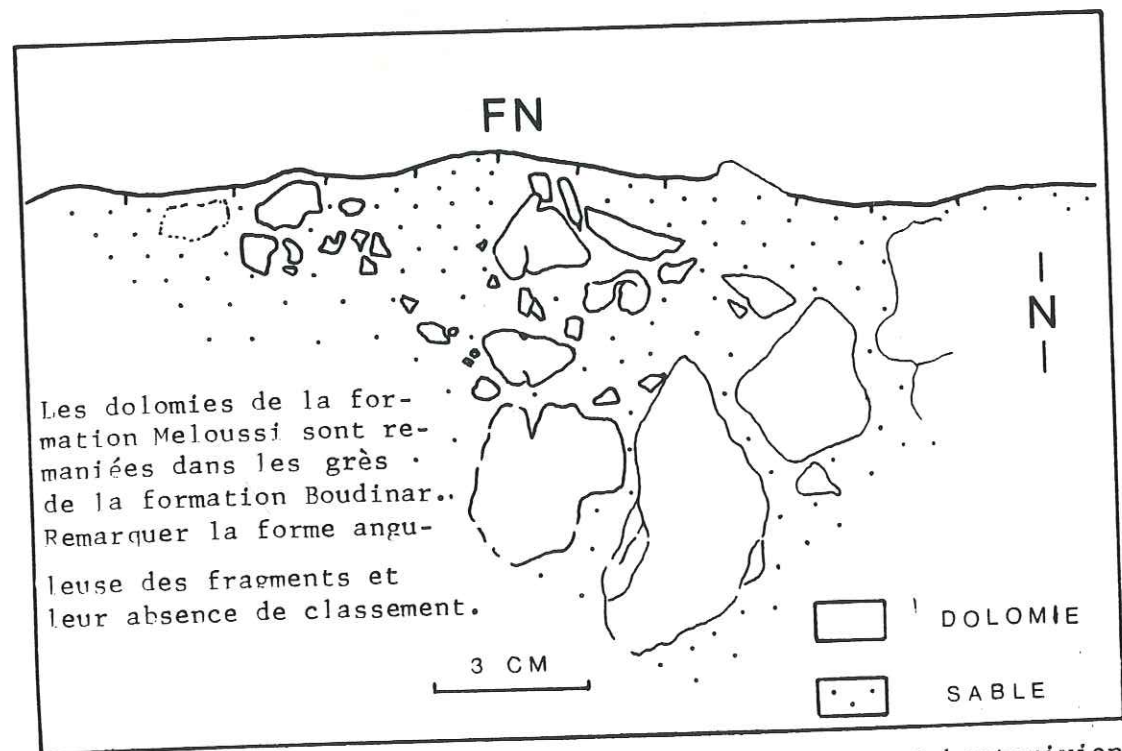 FN
N
Les dolomies de la for-
mation Meloussi sont re-
maniées dans les grès
de la formation Boudinar.
Remarquer la forme angu-
leuse des fragments et
leur absence de classement.
3 CM
DOLOMIE
SABLE